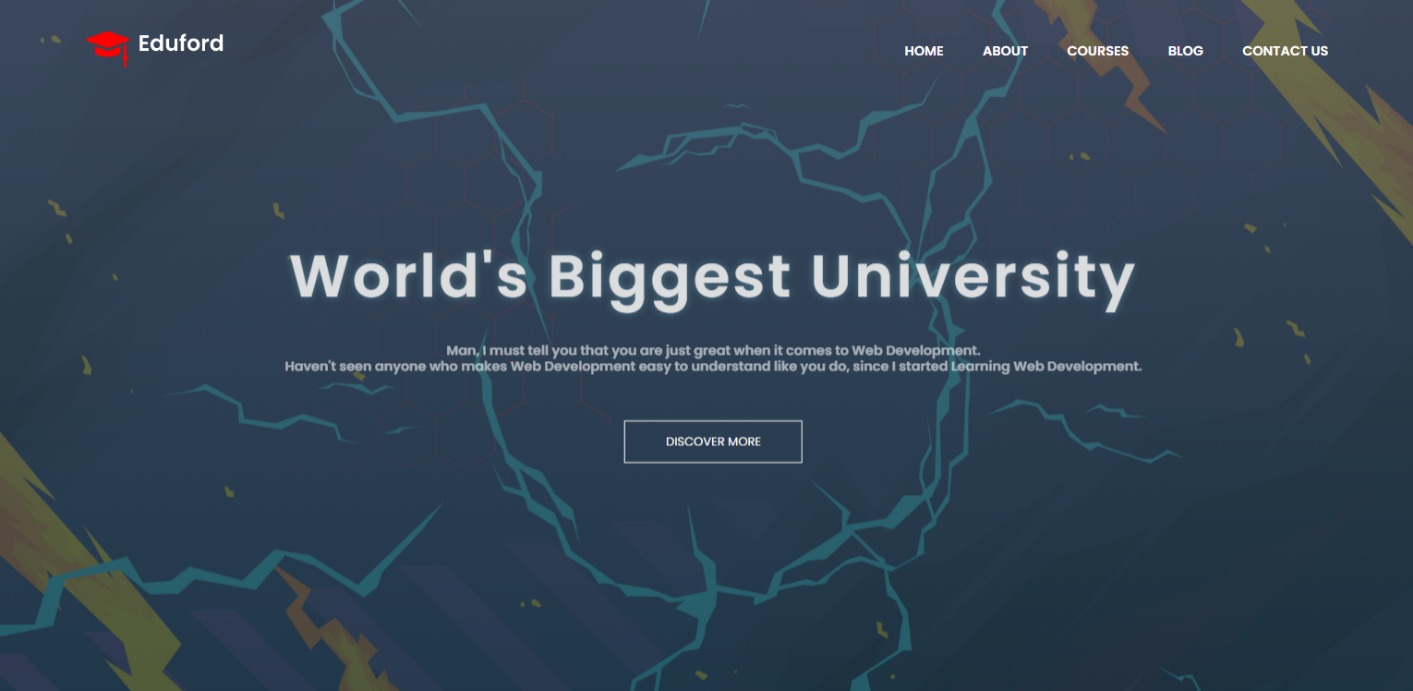 Eduford
HOME ABOUT COURSES BLOG CONTACT US
World's Biggest University
Man, I must tell you that you are just great when it comes to Web Development.
Haven't seen anyone who makes Web Development easy to understand like you do, since I started Learning Web Development.
DISCOVER MORE